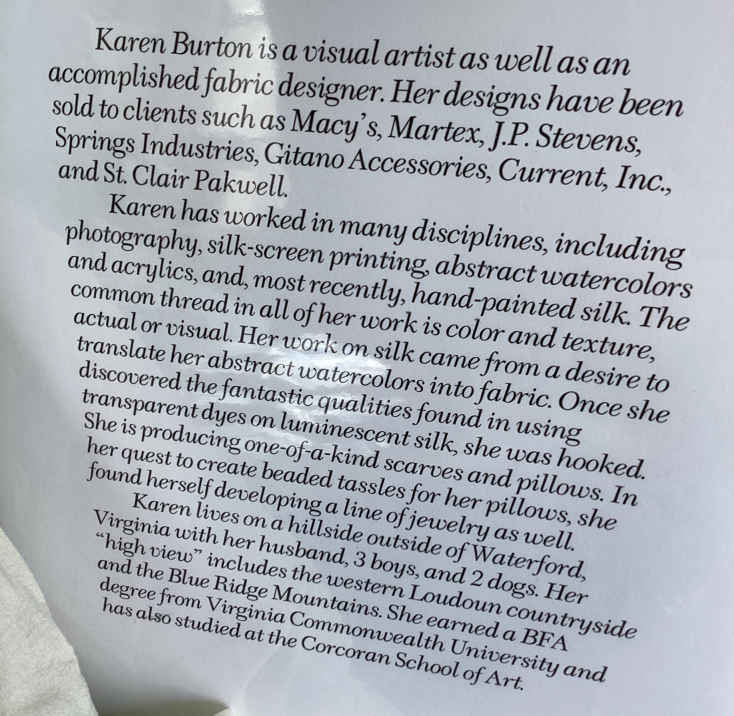 Karen Burton is a visual artist as well as an
accomplished fabric designer. Her designs have been
sold to clients such as Macy's, Martex, J.P. Stevens,
Springs Industries, Gitano Accessories, Current, Inc.,
and St. Clair Pakwell.
Karen has worked in many disciplines, including
photography, silk-screen printing, abstract watercolors
and acrylics, and, most recently, hand-painted silk. The
common thread in all of her work is color and texture,
actual or visual. Her work on silk came from a desire to
translate her abstract watercolors into fabric. Once she
discovered the fantastic qualities found in using
transparent dyes on luminescent silk, she was hooked.
She is producing one-of-a-kind scarves and pillows. In
her quest to create beaded tassles for her pillows, she
found herself developing a line of jewelry as well.
Karen lives on a hillside outside of Waterford,
Virginia with her husband, 3 boys, and 2 dogs. Her
“high view” includes the western Loudoun countryside
and the Blue Ridge Mountains. She earned a BFA
degree from Virginia Commonwealth University and
has also studied at the Corcoran School of Art.